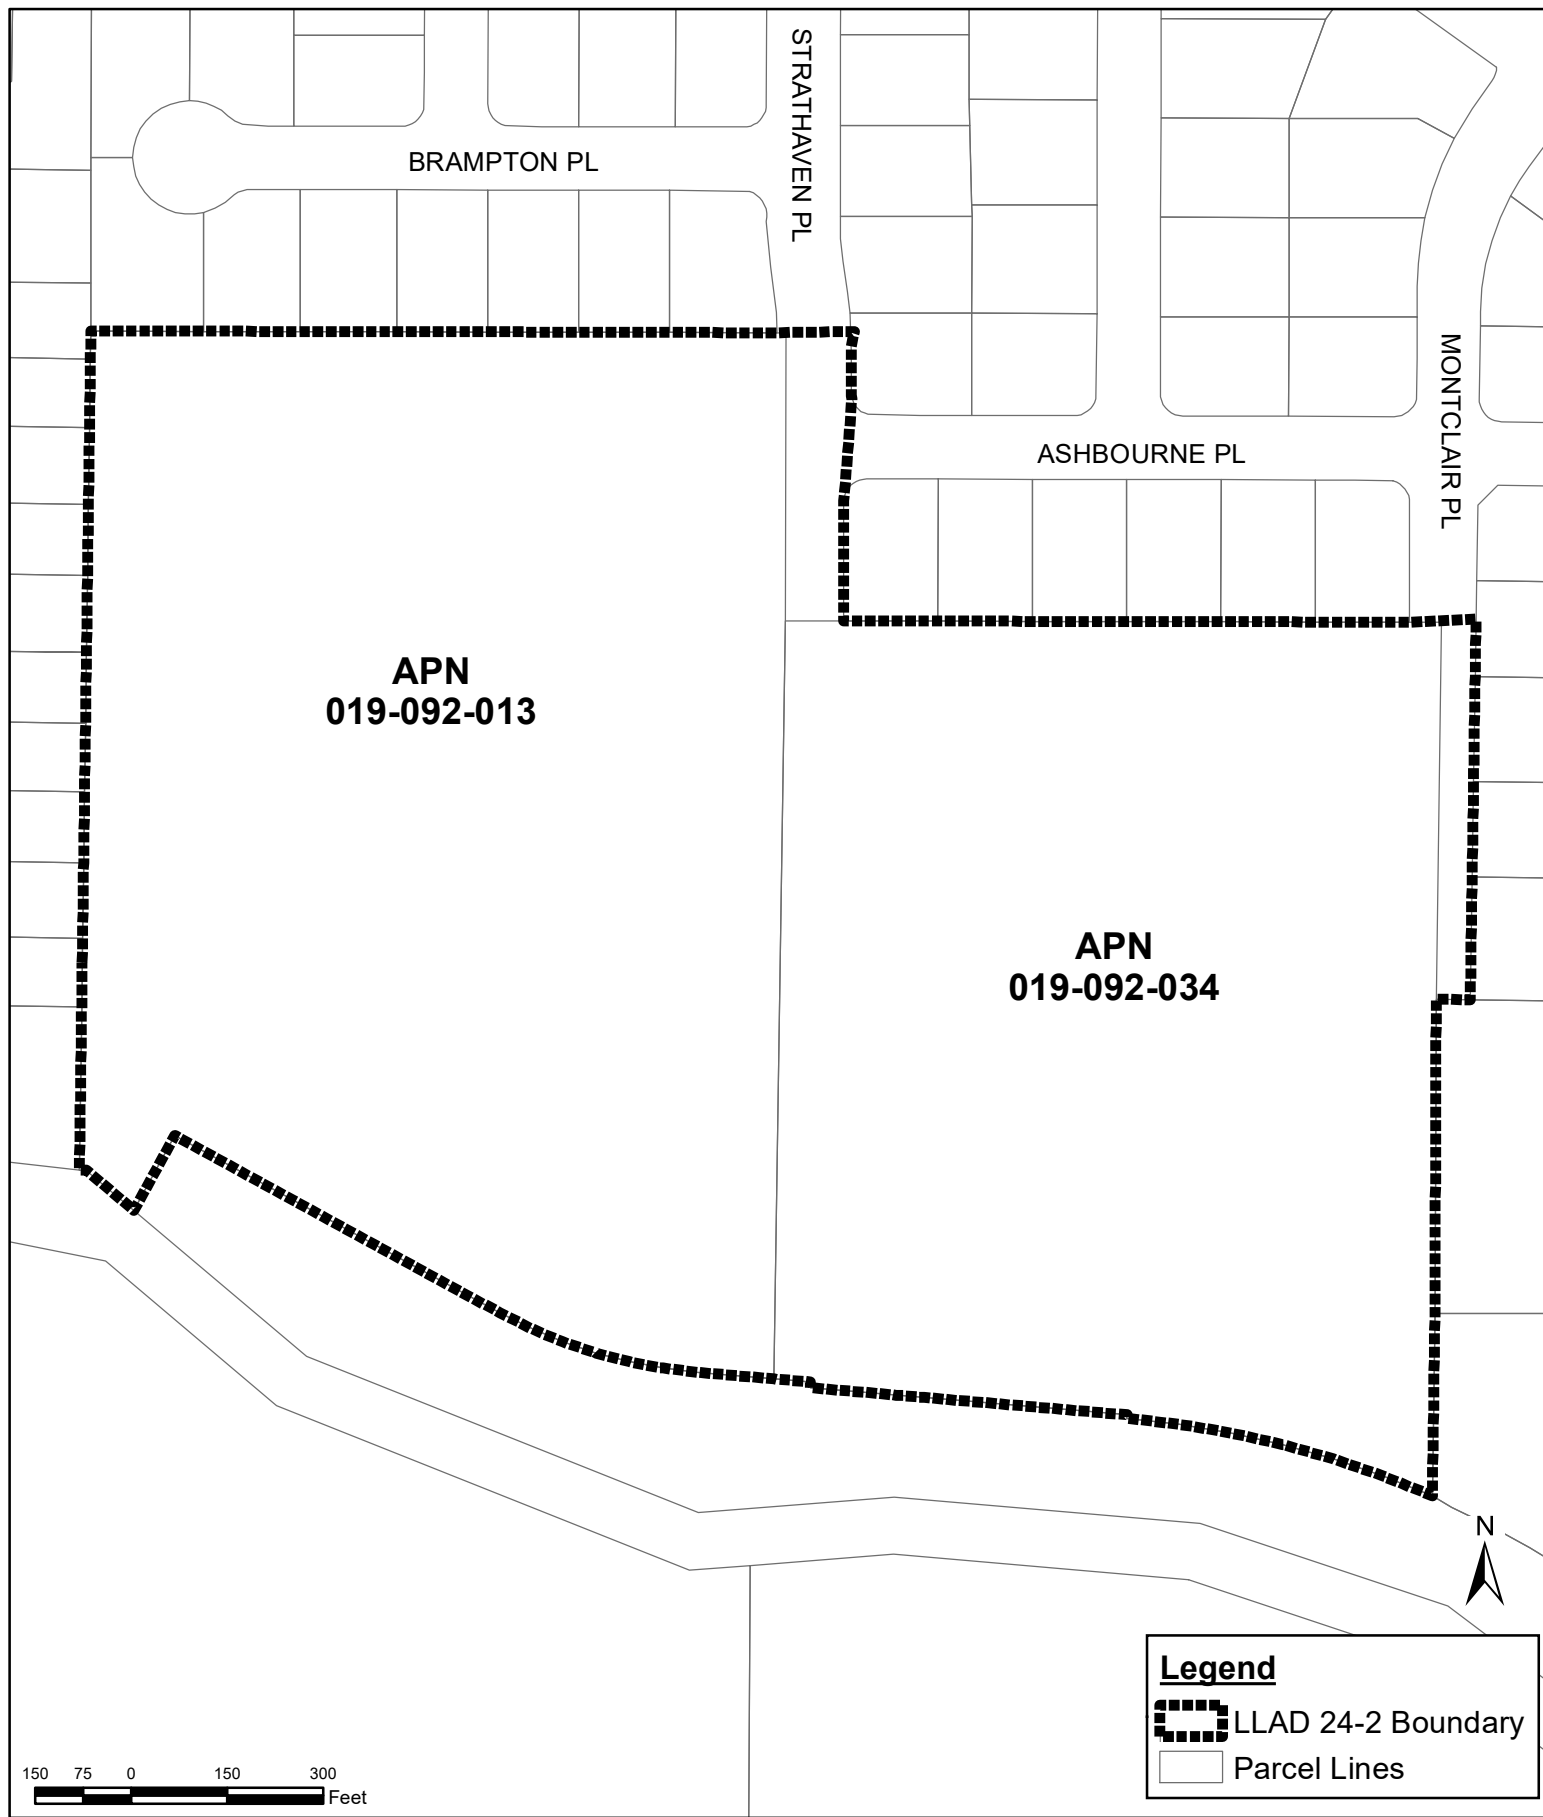 STRATHAVEN PL
BRAMPTON PL
MONTCLAIR PL
ASHBOURNE PL
APN
019-092-013
APN
019-092-034
N
Legend
LLAD 24-2 Boundary
Parcel Lines
150 75 0 150 300
Feet